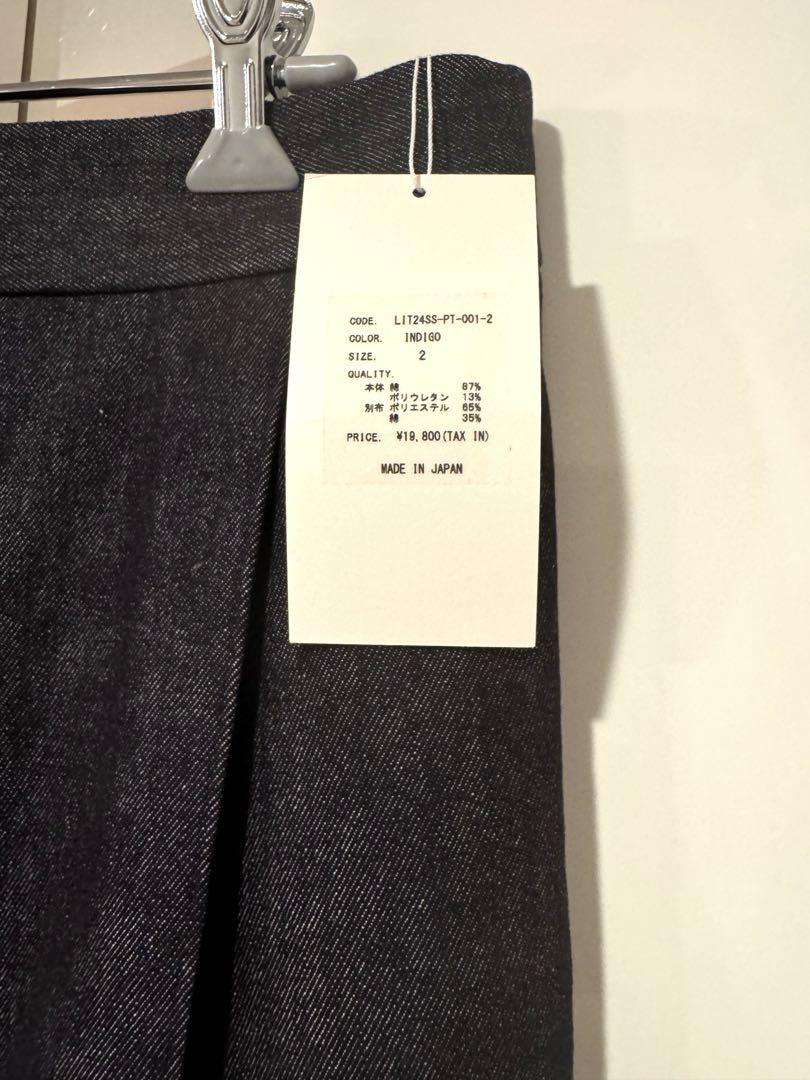 CODE. LIT24SS-PT-001-2
COLOR. INDIGO
SIZE. 2
QUALITY.
本体 綿 87%
ポリウレタン 13%
別布 ポリエステル 65%
綿 35%
PRICE. ¥19,800(TAX IN)
MADE IN JAPAN